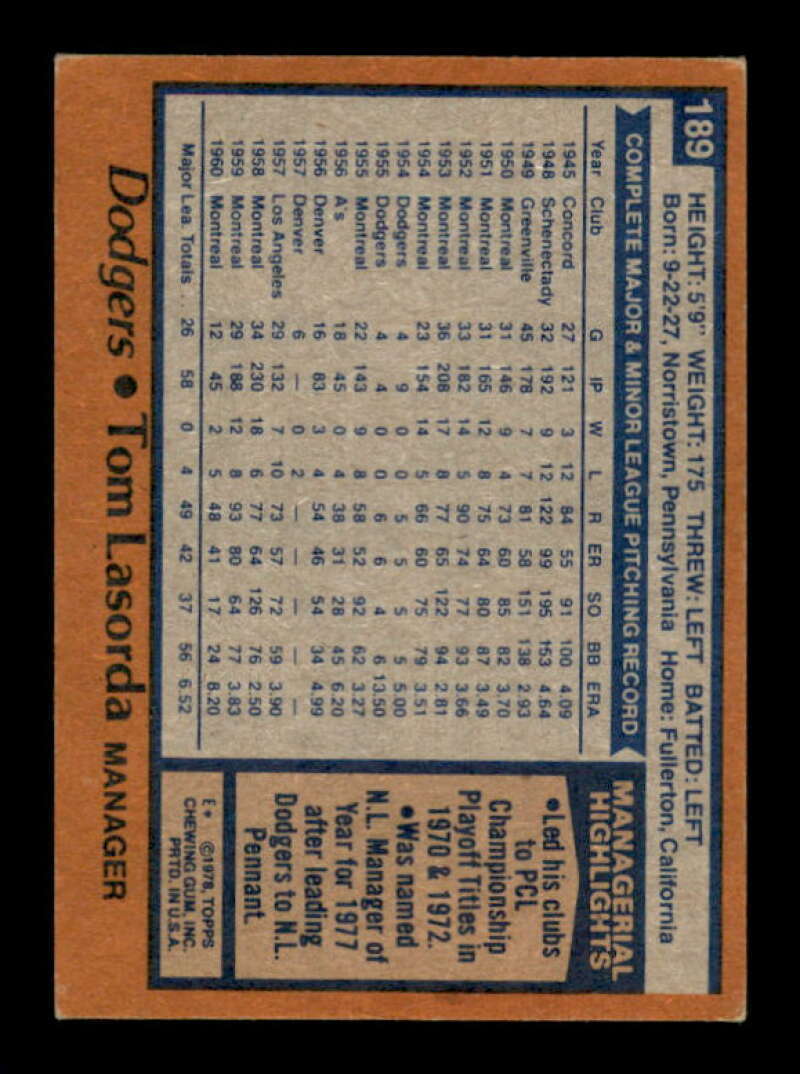 189
HEIGHT: 5'9" WEIGHT: 175 THREW: LEFT BATTED: LEFT
Born: 9-22-27, Norristown, Pennsylvania Home: Fullerton, California
COMPLETE MAJOR & MINOR LEAGUE PITCHING RECORD
Year Club G IP W L R ER SO BB ERA
1945 Concord 27 121 3 12 84 55 91 100 4.09
1948 Schenectady 32 192 9 12 122 99 195 153 4.64
1949 Greenville 45 178 7 7 81 58 151 138 2.93
1950 Montreal 31 146 9 4 73 60 85 82 3.70
1951 Montreal 31 165 12 8 75 64 80 87 3.49
1952 Montreal 33 182 14 5 90 74 77 93 3.66
1953 Montreal 36 208 17 8 77 65 122 94 2.81
1954 Montreal 23 154 14 5 66 60 75 79 3.51
1954 Dodgers 4 9 0 0 5 5 5 5 5.00
1955 Dodgers 4 4 0 0 6 6 4 6 13.50
1955 Montreal 22 143 9 8 58 52 92 62 3.27
1956 A's 18 45 0 4 38 31 28 45 6.20
1956 Denver 16 83 3 4 54 46 54 34 4.99
1957 Denver 6 — 0 2 — — — — —
1957 Los Angeles 29 132 7 10 73 57 72 59 3.90
1958 Montreal 34 230 18 6 77 64 126 76 2.50
1959 Montreal 29 188 12 8 93 80 64 77 3.83
1960 Montreal 12 45 2 5 48 41 17 24 8.20
Major Lea. Totals .. 26 58 0 4 49 42 37 56 6.52
MANAGERIAL
HIGHLIGHTS
•Led his clubs
to PCL
Championship
Playoff Titles in
1970 & 1972.
•Was named
N.L. Manager of
Year for 1977
after leading
Dodgers to N.L.
Pennant.
E* ©1978, TOPPS
CHEWING GUM, INC.
PRTD. IN U.S.A.
Dodgers • Tom Lasorda MANAGER